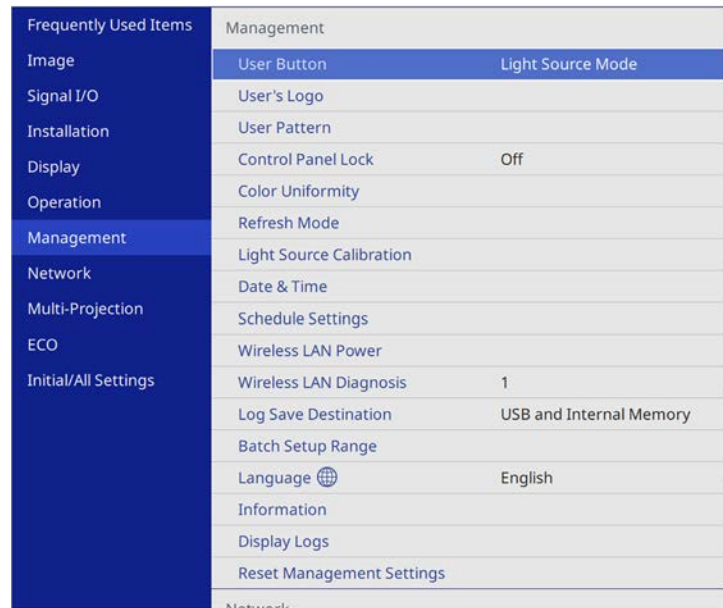 Frequently Used Items
Image
Signal I/O
Installation
Display
Operation
Management
Network
Multi-Projection
ECO
Initial/All Settings
Management
User Button Light Source Mode
User's Logo
User Pattern
Control Panel Lock Off
Color Uniformity
Refresh Mode
Light Source Calibration
Date & Time
Schedule Settings
Wireless LAN Power
Wireless LAN Diagnosis 1
Log Save Destination USB and Internal Memory
Batch Setup Range
Language English
Information
Display Logs
Reset Management Settings
Network